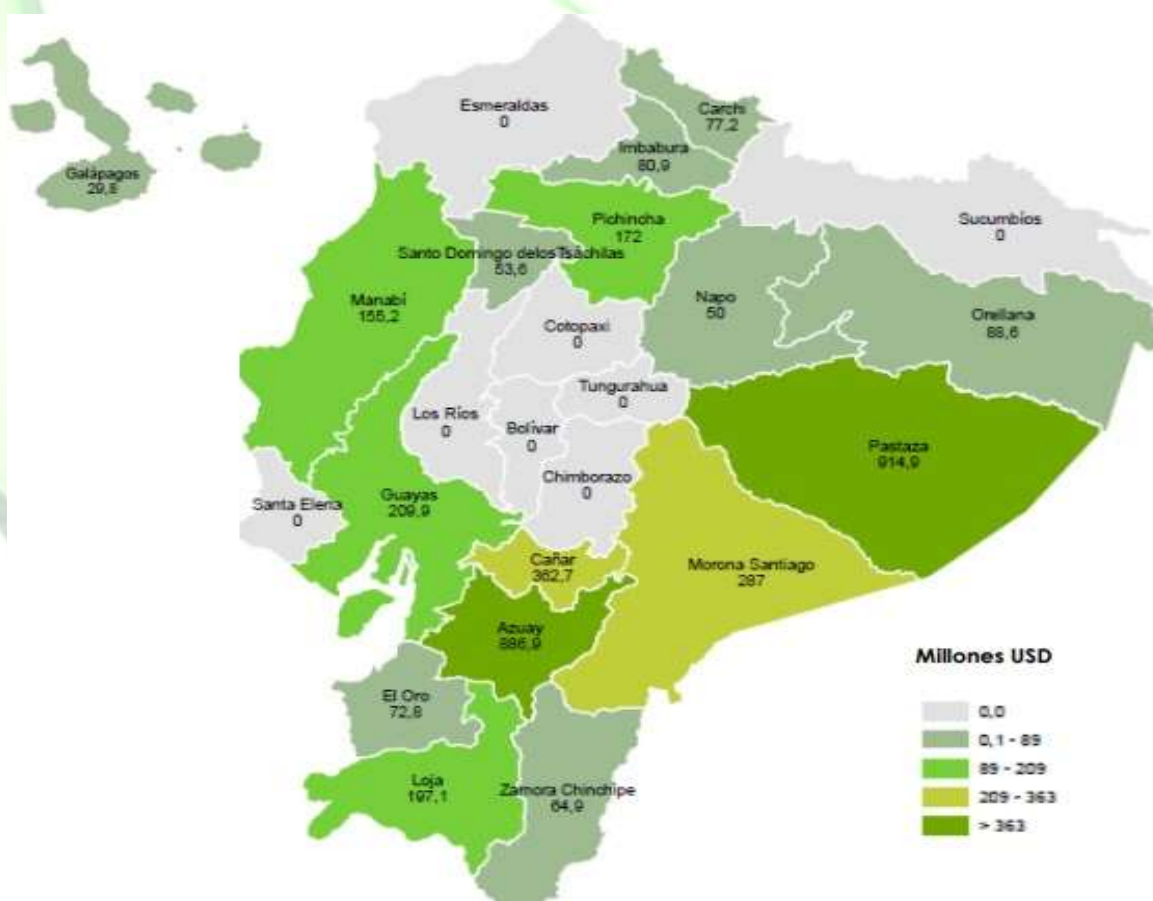 Esmeraldas
0
Carchi
77,2
Imbabura
80,9
Galápagos
29,8
Pichincha
172
Sucumbíos
0
Santo Domingo delosTsáchilas
53,6
Manabí
155,2
Napo
50
Orellana
88,6
Cotopaxi
0
Tungurahua
0
Los Ríos
0
Bolívar
0
Pastaza
914,9
Chimborazo
0
Santa Elena
0
Guayas
209,9
Cañar
362,7
Morona Santiago
287
Azuay
886,9
El Oro
72,8
Loja
197,1
Zamora Chinchipe
64,9
Millones USD
0,0
0,1 - 89
89 - 209
209 - 363
> 363